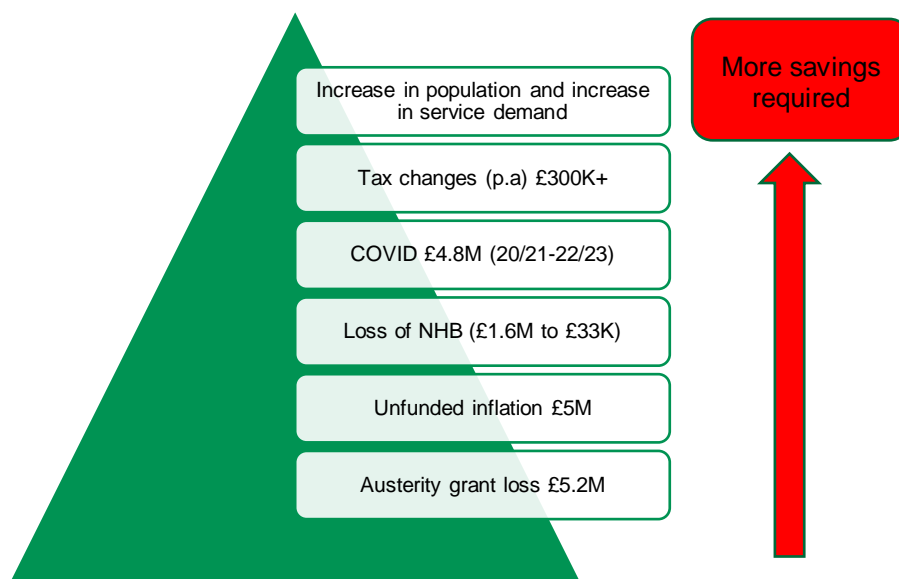 More savings
required
Increase in population and increase
in service demand
Tax changes (p.a) £300K+
COVID £4.8M (20/21-22/23)
Loss of NHB (£1.6M to £33K)
Unfunded inflation £5M
Austerity grant loss £5.2M